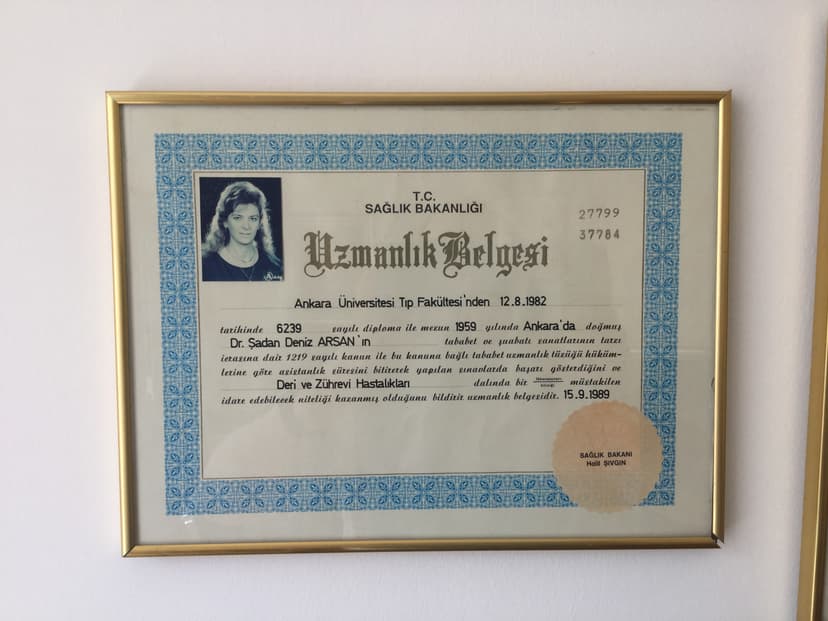 T.C.
SAĞLIK BAKANLIĞI
27799
37784
Uzmanlık Belgesi
Ankara Üniversitesi Tıp Fakültesi'nden 12.8.1982
tarihinde 6239 sayılı diploma ile mezun 1959 yılında Ankara'da doğmuş
Dr. Şadan Deniz ARSAN'ın tababet ve şuabatı sanatlarının tarzı
icrasına dair 1219 sayılı kanun ile bu kanuna bağlı tababet uzmanlık tüzüğü hüküm-
lerine göre asistanlık süresini bitirerek yapılan sınavlarda başarı gösterdiğini ve
Deri ve Zührevi Hastalıkları dalında bir müstakilen
idare edebilecek niteliği kazanmış olduğunu bildirir uzmanlık belgesidir. 15.9.1989
SAĞLIK BAKANI
Halil ŞIVGIN